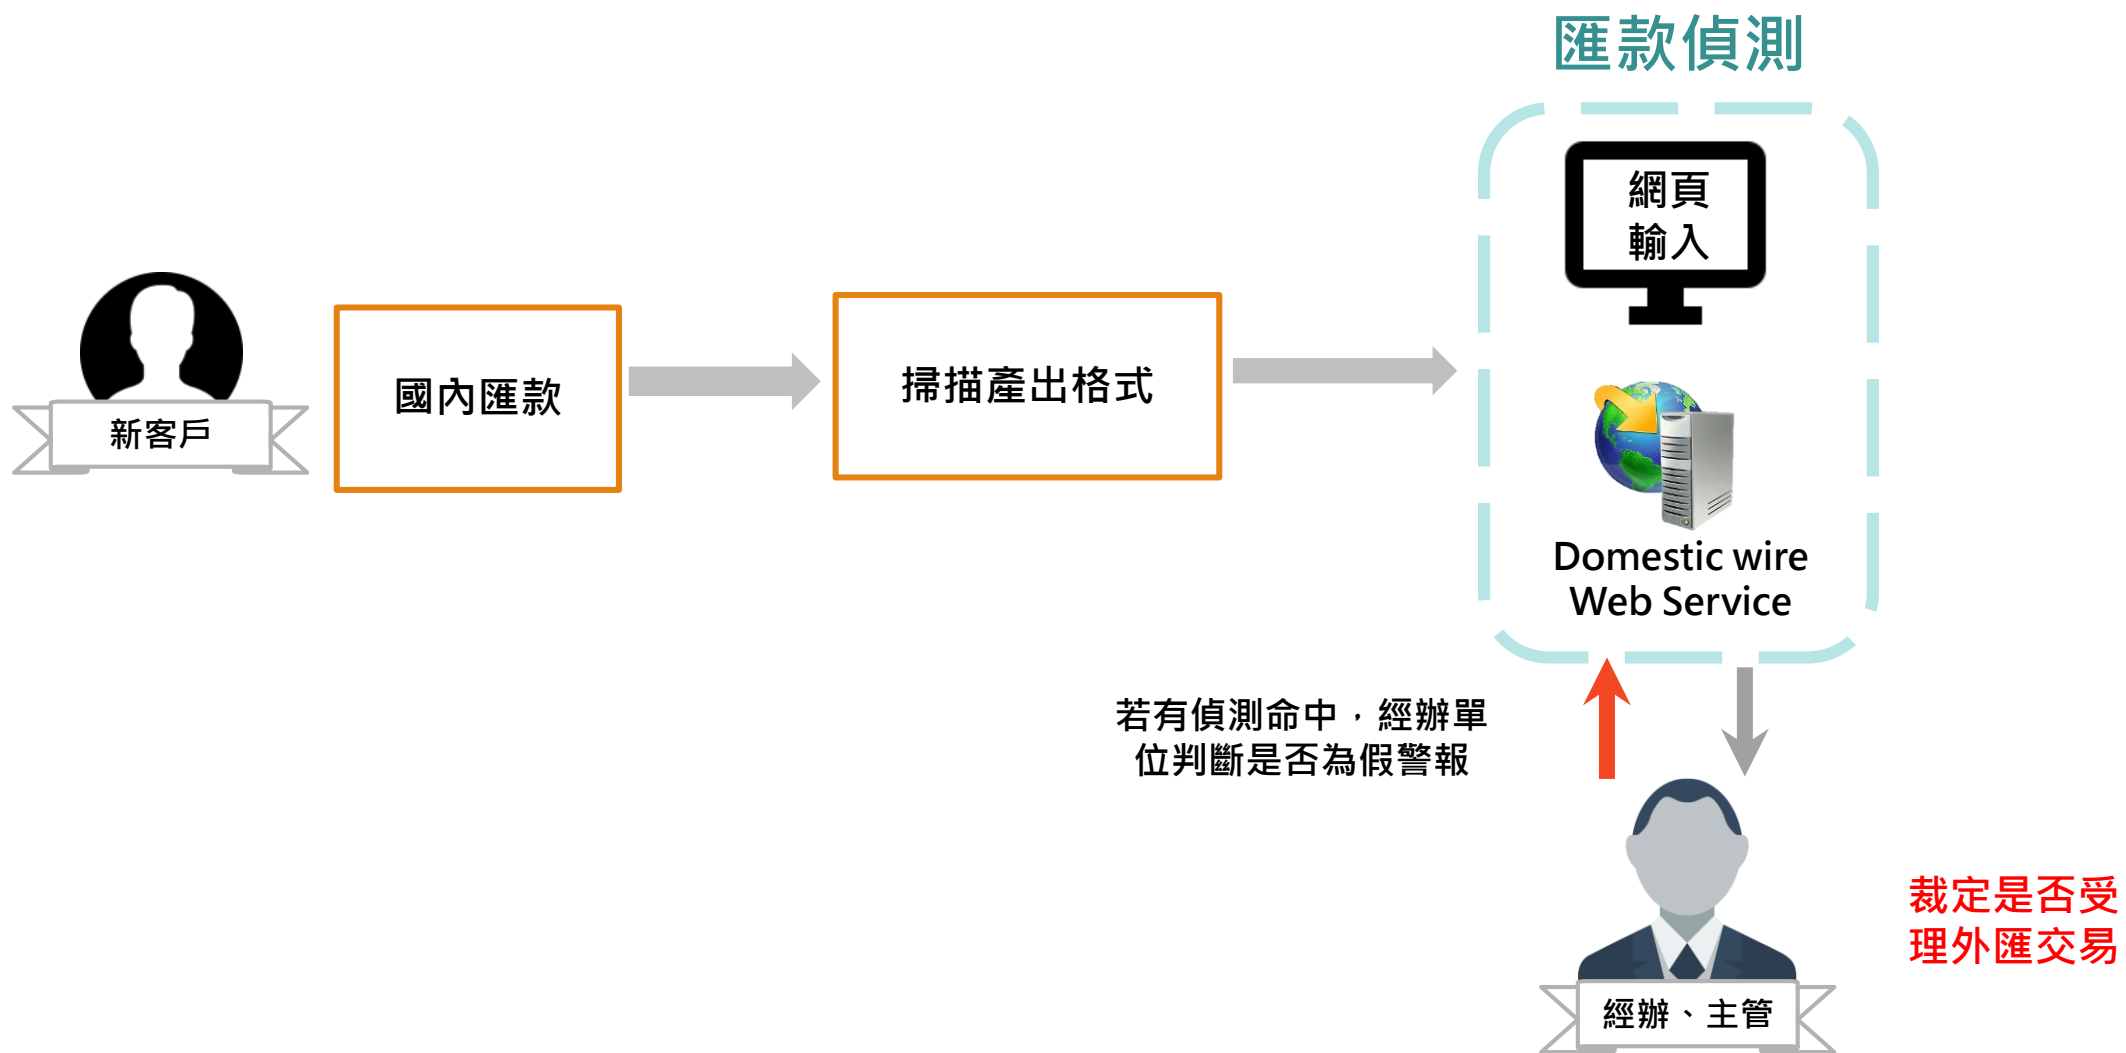 匯款偵測
網頁
輸入
新客戶
國內匯款
掃描產出格式
Domestic wire
Web Service
若有偵測命中，經辦單
位判斷是否為假警報
裁定是否受
理外匯交易
經辦、主管